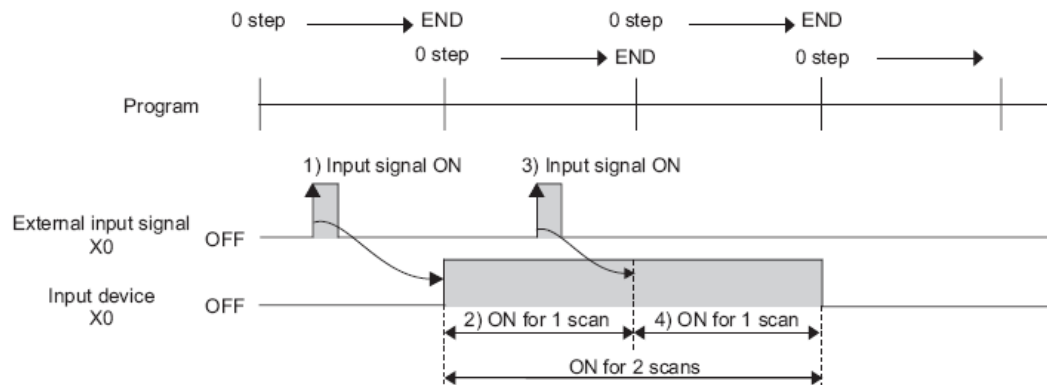 0 step END 0 step END
0 step END 0 step
Program
1) Input signal ON 3) Input signal ON
External input signal
X0 OFF
Input device
X0 OFF
2) ON for 1 scan 4) ON for 1 scan
ON for 2 scans